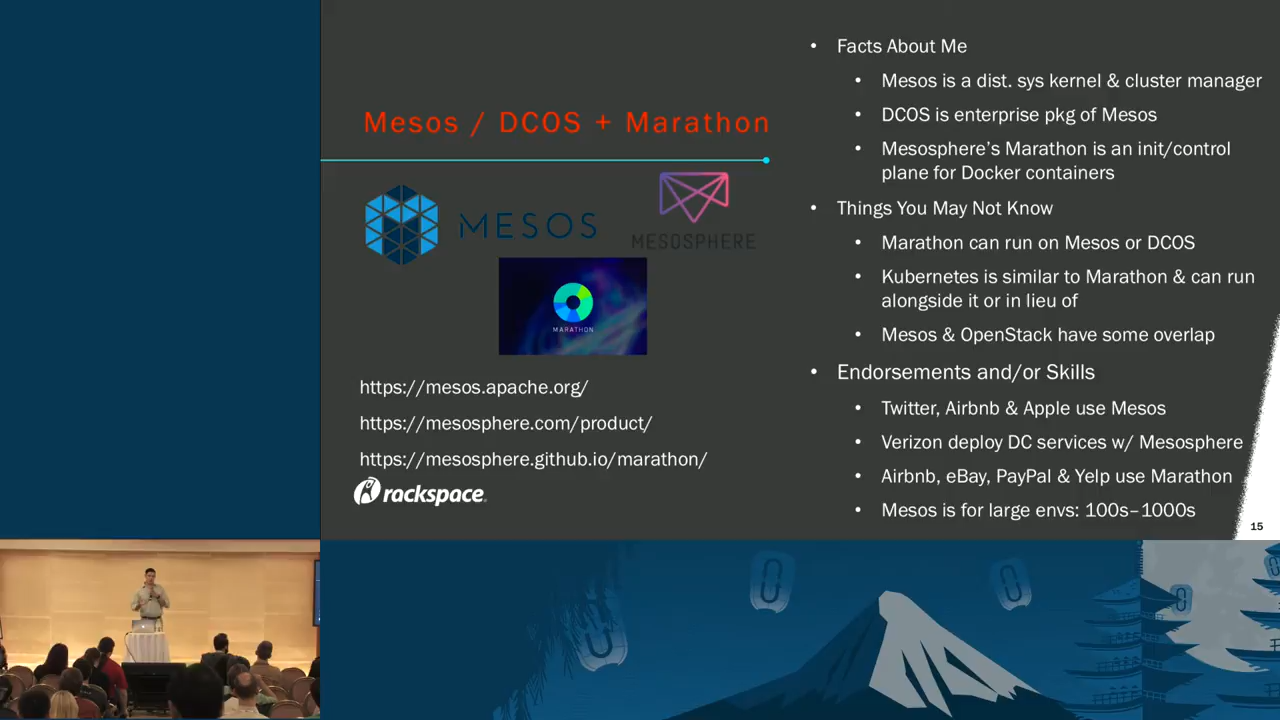 Mesos / DCOS + Marathon
MESOS
MESOSPHERE
MARATHON
https://mesos.apache.org/
https://mesosphere.com/product/
https://mesosphere.github.io/marathon/
rackspace
• Facts About Me
• Mesos is a dist. sys kernel & cluster manager
• DCOS is enterprise pkg of Mesos
• Mesosphere's Marathon is an init/control
plane for Docker containers
• Things You May Not Know
• Marathon can run on Mesos or DCOS
• Kubernetes is similar to Marathon & can run
alongside it or in lieu of
• Mesos & OpenStack have some overlap
• Endorsements and/or Skills
• Twitter, Airbnb & Apple use Mesos
• Verizon deploy DC services w/ Mesosphere
• Airbnb, eBay, PayPal & Yelp use Marathon
• Mesos is for large envs: 100s–1000s
15